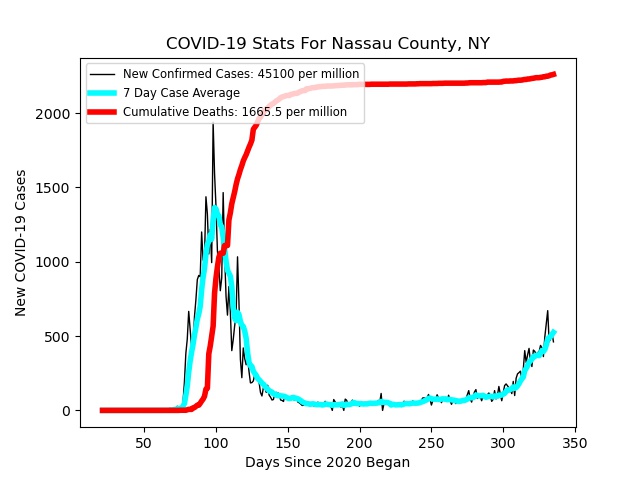 COVID-19 Stats For Nassau County, NY
New Confirmed Cases: 45100 per million
7 Day Case Average
Cumulative Deaths: 1665.5 per million
2000
1500
1000
500
0
New COVID-19 Cases
50 100 150 200 250 300 350
Days Since 2020 Began